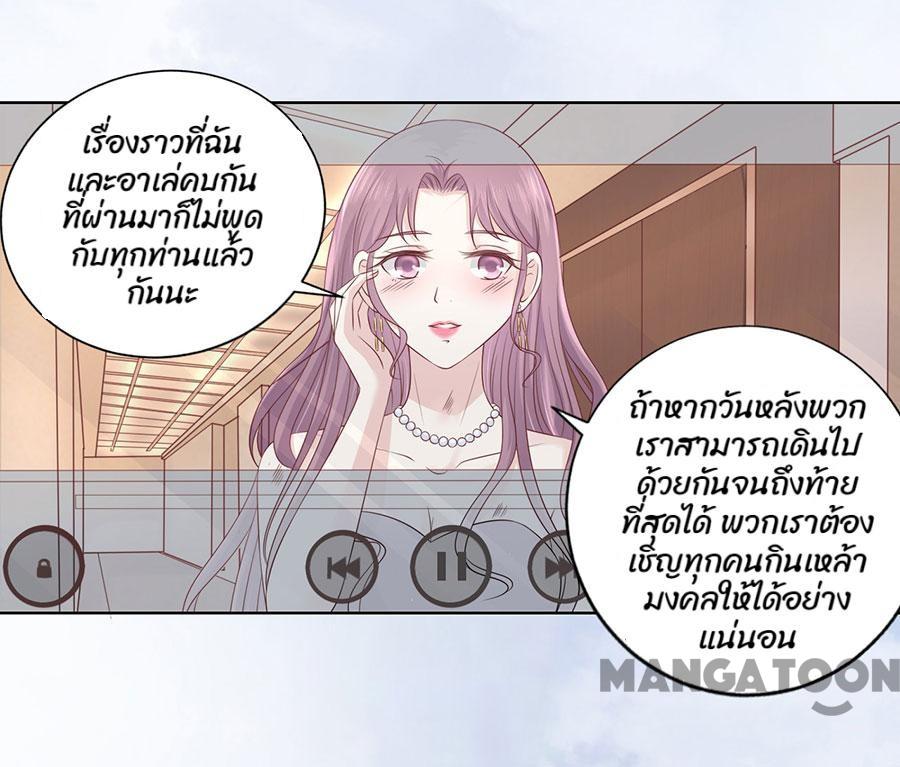 เรื่องราวที่ฉัน
และอาเล่คบกัน
ที่ผ่านมาก็ไม่พูด
กับทุกท่านแล้ว
กันนะ
ถ้าหากวันหลังพวก
เราสามารถเดินไป
ด้วยกันจนถึงท้าย
ที่สุดได้ พวกเราต้อง
เชิญทุกคนกินเหล้า
มงคลให้ได้อย่าง
แน่นอน
MANGATOON